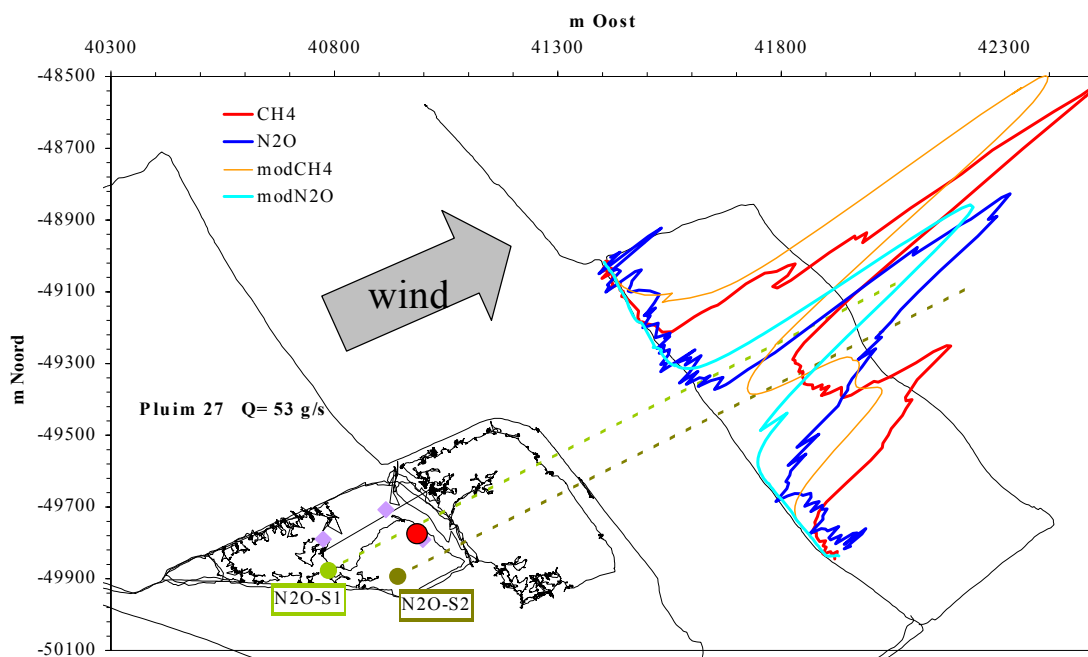 m Oost
40300 40800 41300 41800 42300
-48500
CH4
N2O
-48700
modCH4
modN2O
-48900
-49100
wind
-49300
m Noord
Pluim 27 Q= 53 g/s
-49500
-49700
-49900
N2O-S1 N2O-S2
-50100